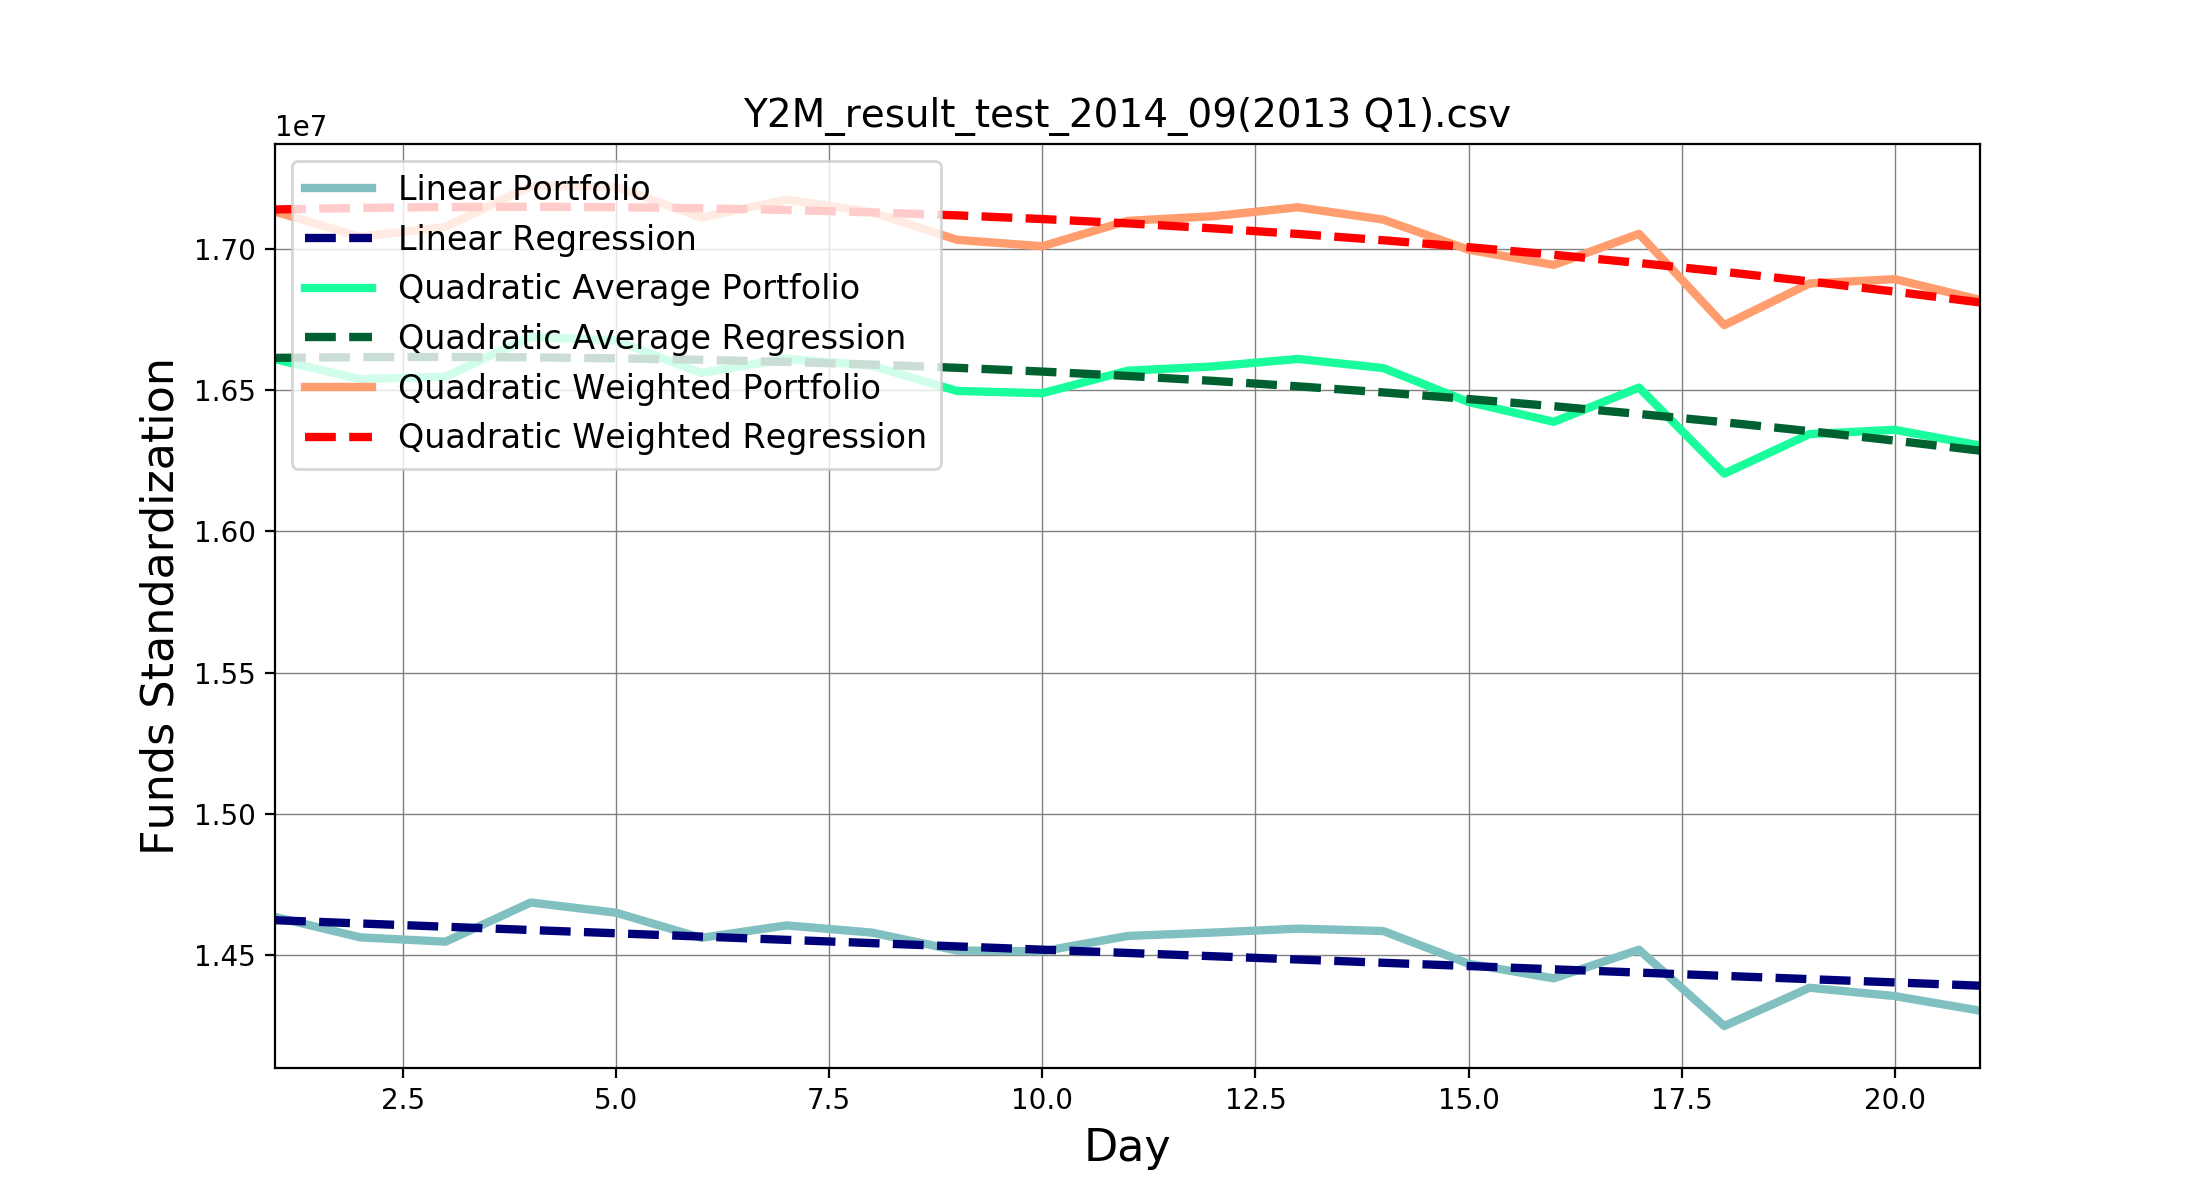 Y2M_result_test_2014_09(2013 Q1).csv
1e7
Linear Portfolio
Linear Regression
Quadratic Average Portfolio
Quadratic Average Regression
Quadratic Weighted Portfolio
Quadratic Weighted Regression
1.70
1.65
1.60
1.55
1.50
1.45
Funds Standardization
2.5 5.0 7.5 10.0 12.5 15.0 17.5 20.0
Day